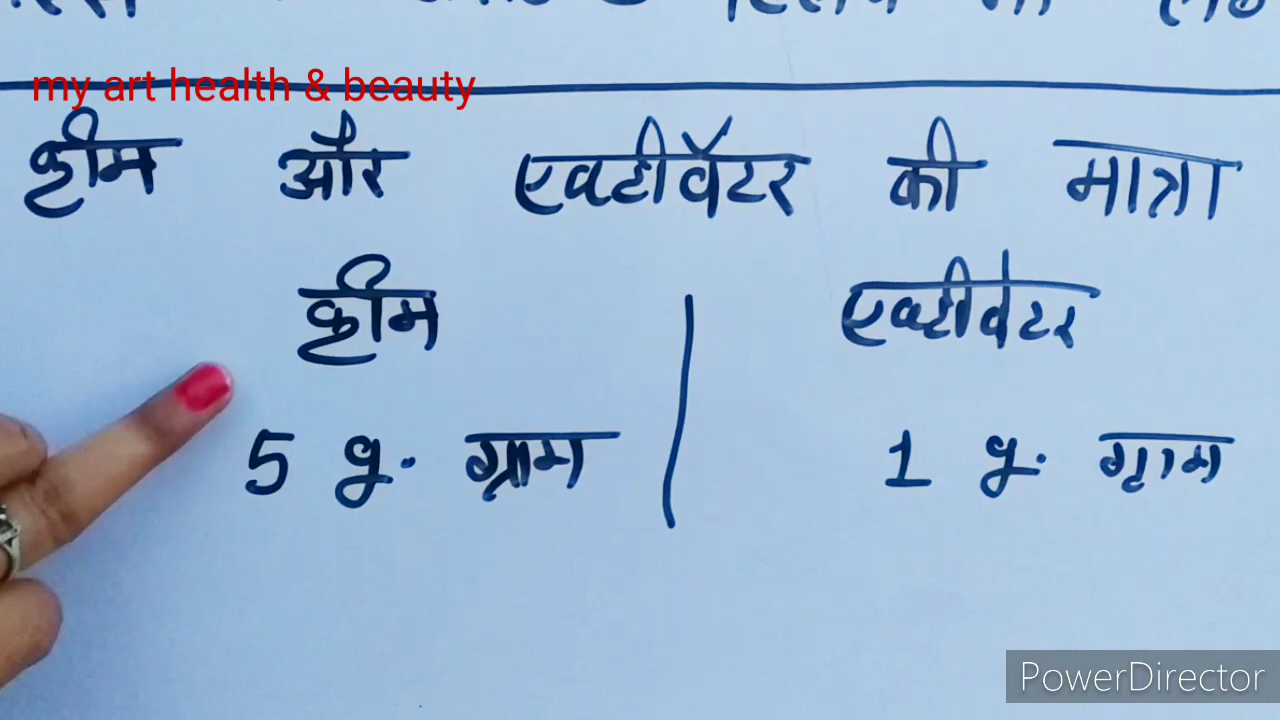 my art health & beauty
क्रीम और एक्टीवेॅटर की मात्रा
क्रीम | एक्टीवेटर
5 g. ग्राम | 1 g. ग्राम
PowerDirector